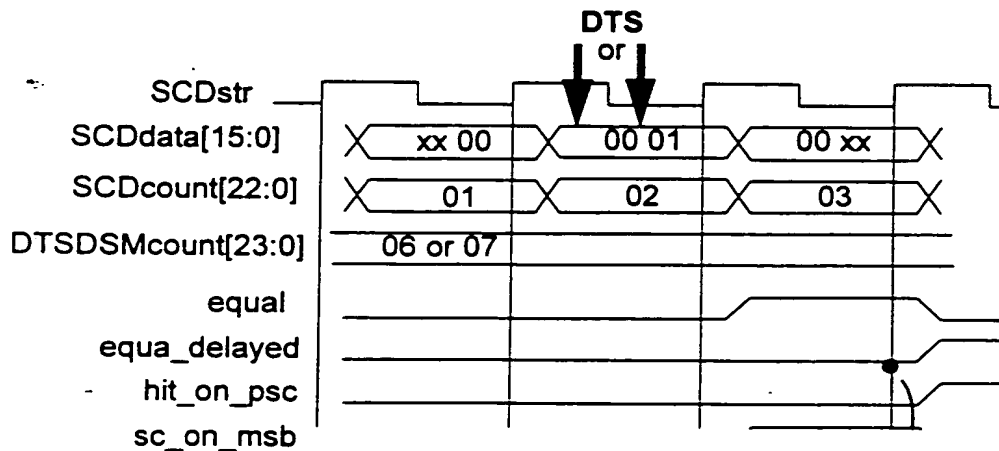 DTS
or
SCDstr
SCDdata[15:0] xx 00 00 01 00 xx
SCDcount[22:0] 01 02 03
DTSDSMcount[23:0] 06 or 07
equal
equa_delayed
hit_on_psc
sc_on_msb